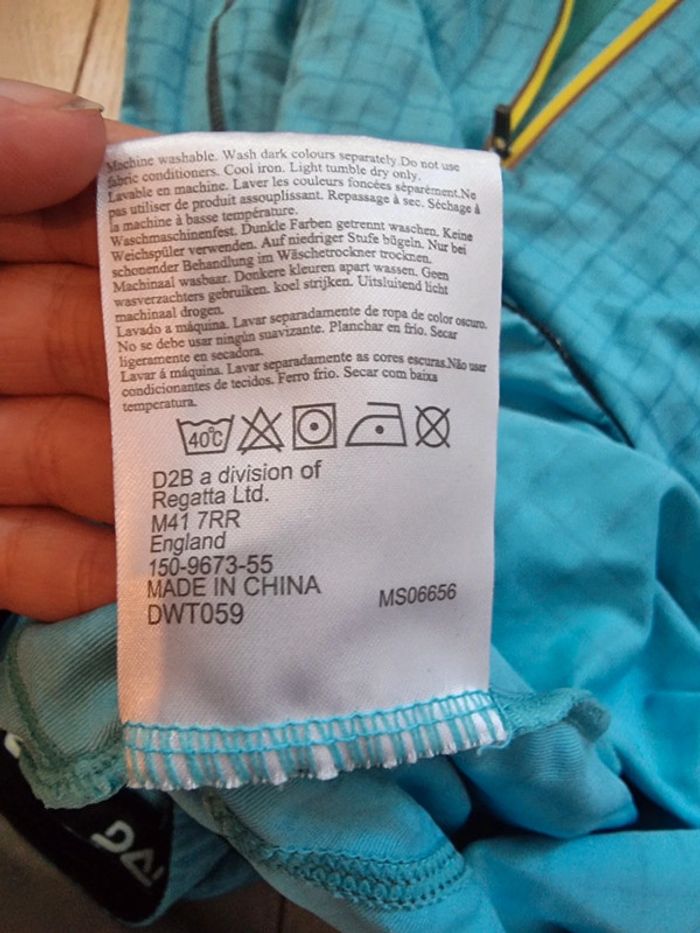 Machine washable. Wash dark colours separately.Do not use
fabric conditioners. Cool iron. Light tumble dry only.
Lavable en machine. Laver les couleurs foncées séparément.Ne
pas utiliser de produit assouplissant. Repassage à sec. Séchage à
la machine à basse température.
Waschmaschinenfest. Dunkle Farben getrennt waschen. Keine
Weichspüler verwenden. Auf niedriger Stufe bügeln. Nur bei
schonender Behandlung im Wäschetrockner trocknen.
Machinaal wasbaar. Donkere kleuren apart wassen. Geen
wasverzachters gebruiken. koel strijken. Uitsluisend licht
machinaal drogen.
Lavado a máquina. Lavar separadamente de ropa de color oscuro.
No se debe usar ningún suavizante. Planchar en frio. Secar
ligeramente en secadora.
Lavar á máquina. Lavar separadamente as cores escuras.Não usar
condicionantes de tecidos. Ferro frio. Secar com baixa
temperatura.
40°C
D2B a division of
Regatta Ltd.
M41 7RR
England
150-9673-55
MADE IN CHINA
DWT059
MS06656